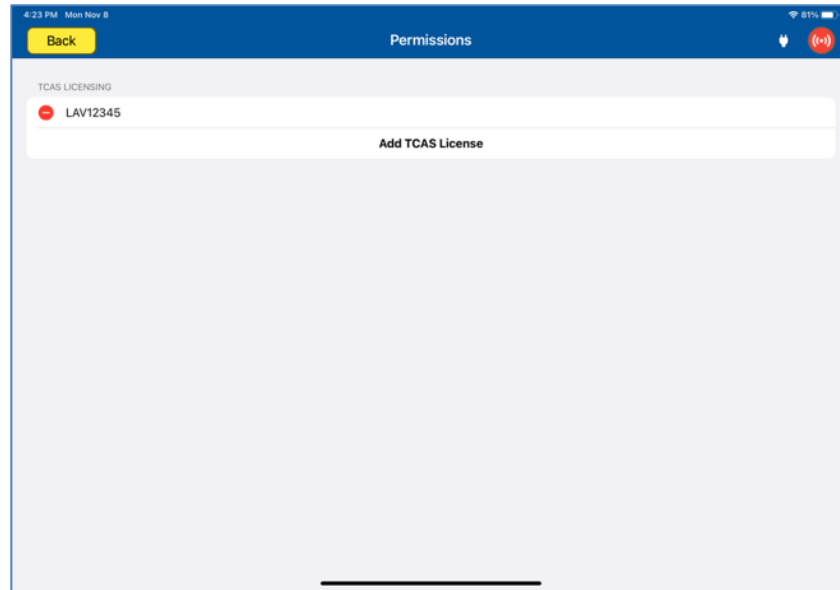 4:23 PM Mon Nov 8 81%
Back Permissions
TCAS LICENSING
LAV12345
Add TCAS License